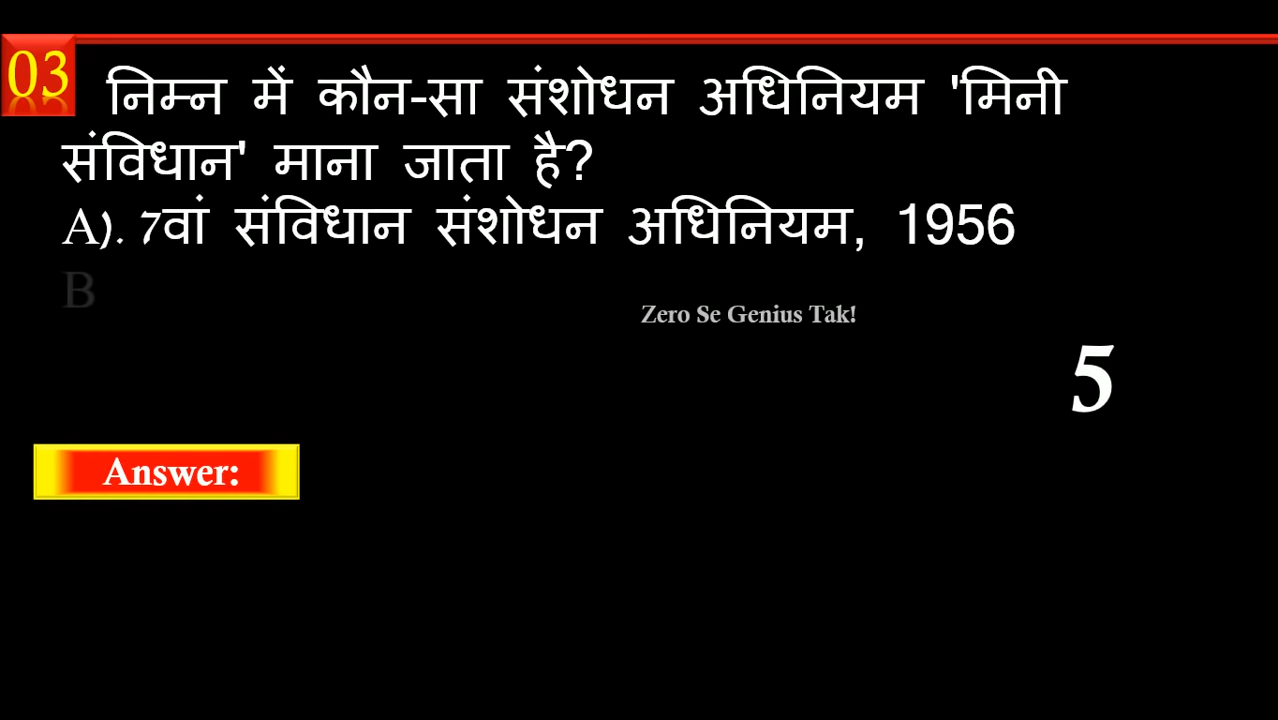 03
निम्न में कौन-सा संशोधन अधिनियम 'मिनी
संविधान' माना जाता है?
A). 7वां संविधान संशोधन अधिनियम, 1956
B
Zero Se Genius Tak!
5
Answer: